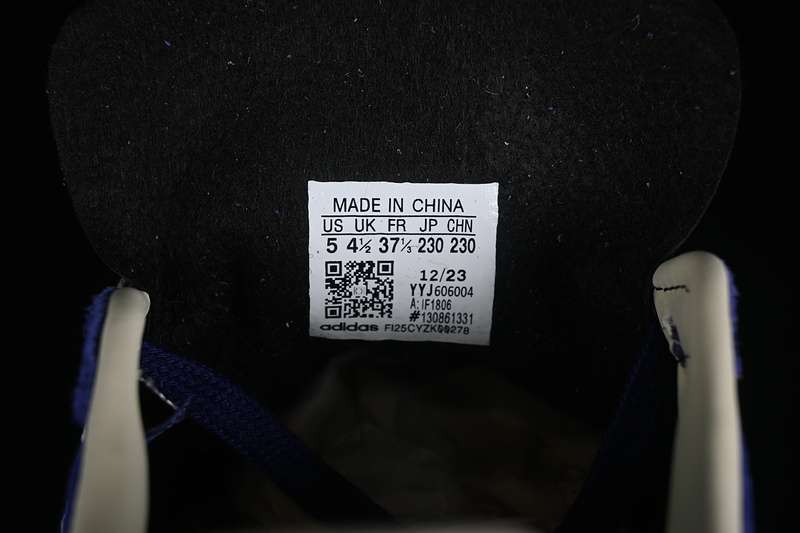 MADE IN CHINA
US UK FR JP CHN
5 4½ 37⅓ 230 230
12/23
YYJ606004
A: IF1806
#130861331
adidas FI25CYZK00278